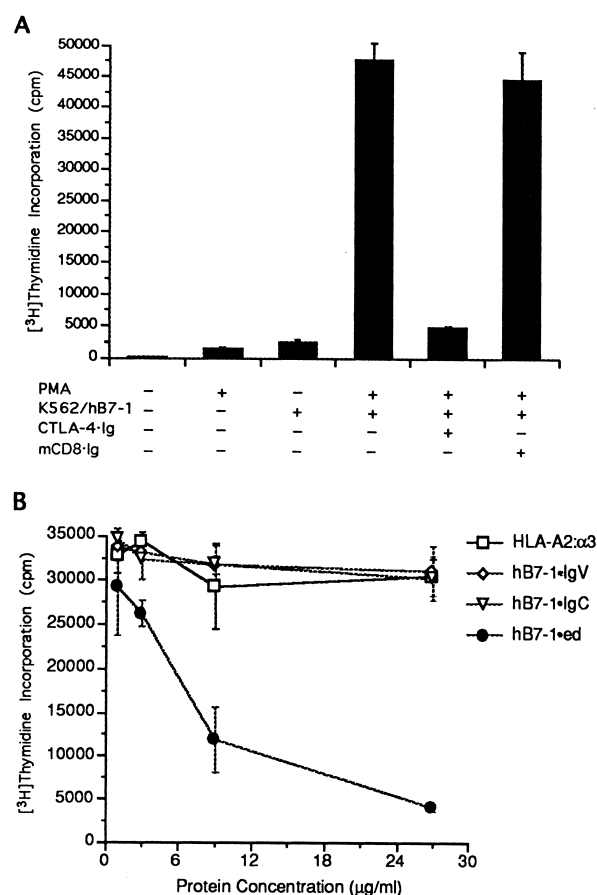 A
[³H]Thymidine Incorporation (cpm)
50000
45000
40000
35000
30000
25000
20000
15000
10000
5000
0
PMA – + – + + +
K562/hB7-1 – – + + + +
CTLA-4·Ig – – – – + –
mCD8·Ig – – – – – +
B
[³H]Thymidine Incorporation (cpm)
35000
30000
25000
20000
15000
10000
5000
0
0 6 12 18 24 30
Protein Concentration (µg/ml)
HLA-A2:α3
hB7-1•IgV
hB7-1•IgC
hB7-1•ed